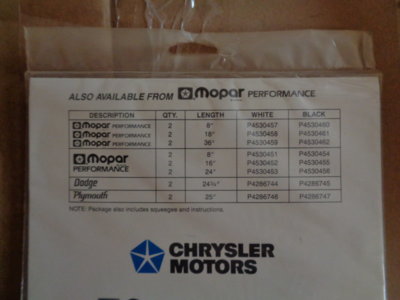 ALSO AVAILABLE FROM Mopar PERFORMANCE
DESCRIPTION QTY. LENGTH WHITE BLACK
Mopar PERFORMANCE 2 8" P4530457 P4530460
Mopar PERFORMANCE 2 18" P4530458 P4530461
Mopar PERFORMANCE 2 36" P4530459 P4530462
Mopar PERFORMANCE 2 8" P4530451 P4530454
2 16" P4530452 P4530455
2 24" P4530453 P4530456
Dodge 2 24¾" P4286744 P4286745
Plymouth 2 25" P4286746 P4286747
NOTE: Package also includes squeegee and instructions.
CHRYSLER
MOTORS